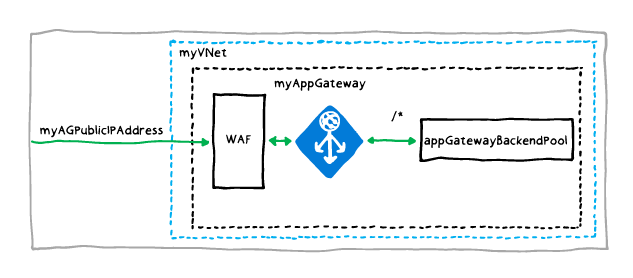 myVNet
myAppGateway
myAGPublicIPAddress
WAF
/*
appGatewayBackendPool